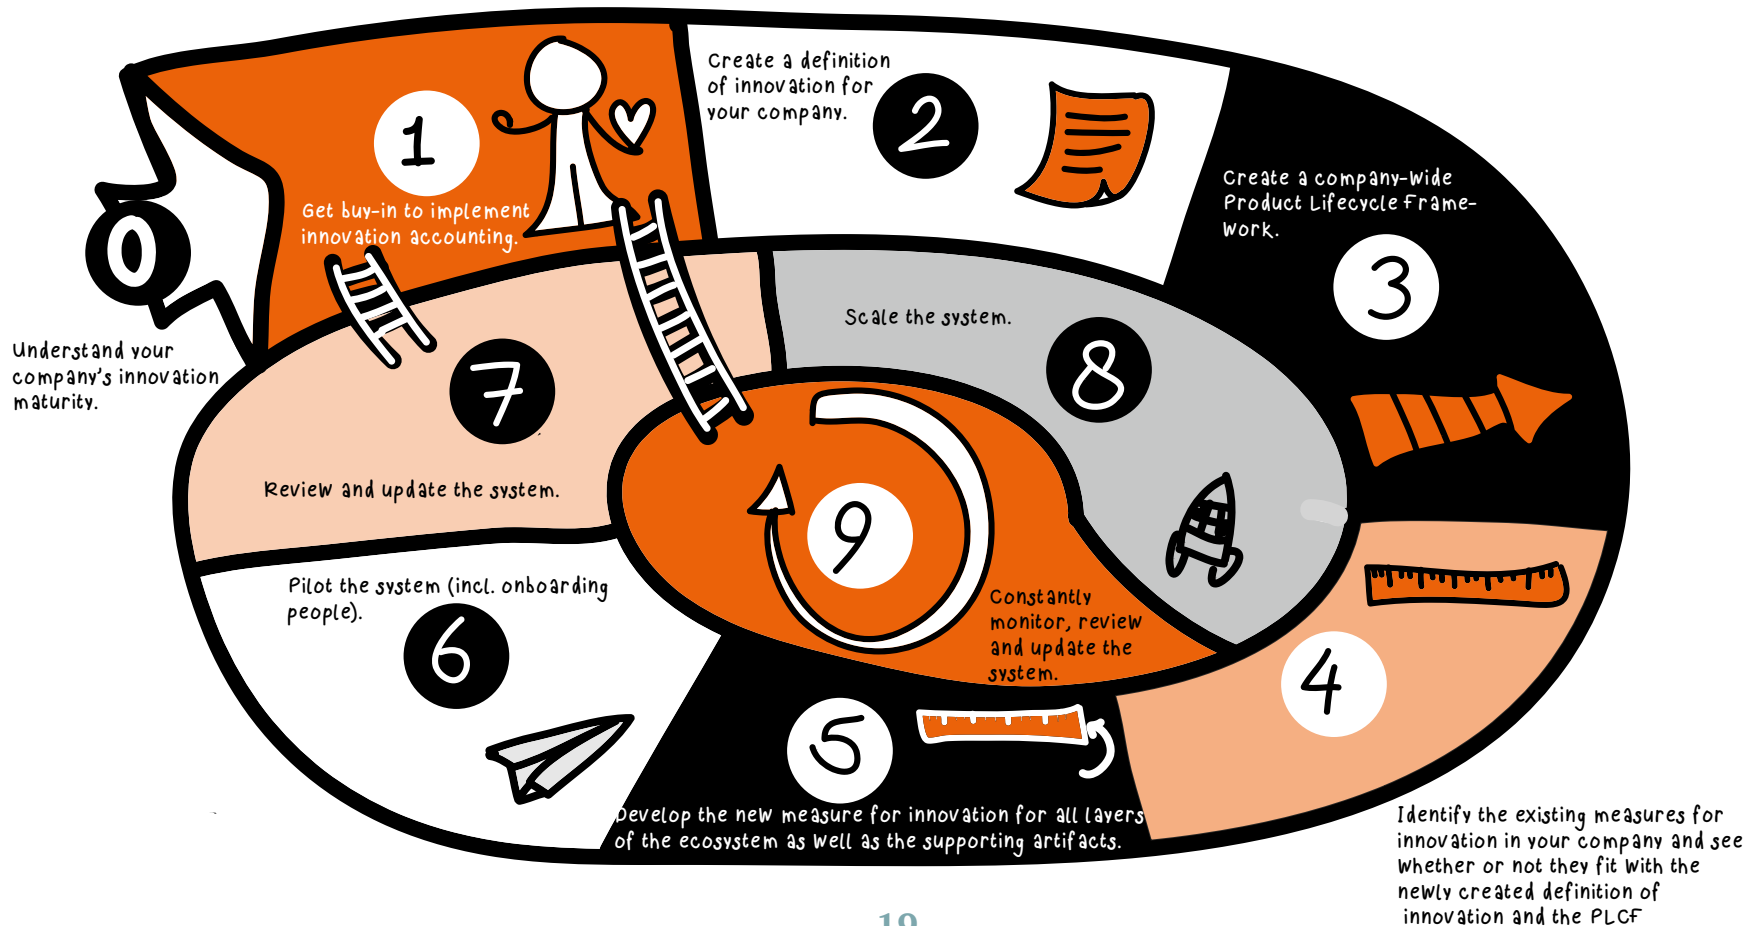 0
Understand your
company's innovation
maturity.
1
Get buy-in to implement
innovation accounting.
Create a definition
of innovation for
your company.
2
Create a company-wide
Product Lifecycle Frame-
work.
3
4
Identify the existing measures for
innovation in your company and see
whether or not they fit with the
newly created definition of
innovation and the PLCF
5
Develop the new measure for innovation for all layers
of the ecosystem as well as the supporting artifacts.
Pilot the system (incl. onboarding
people).
6
7
Review and update the system.
Scale the system.
8
9
Constantly
monitor, review
and update the
system.
19